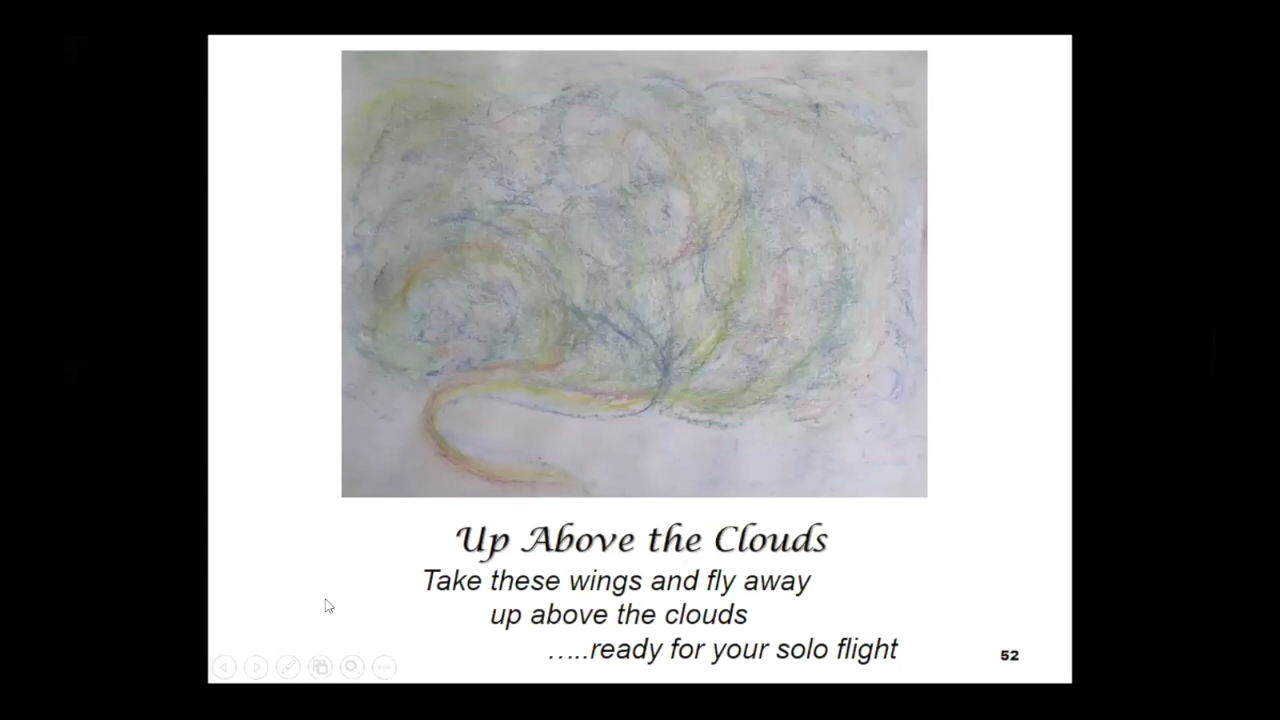 Up Above the Clouds
Take these wings and fly away
up above the clouds
.....ready for your solo flight
52